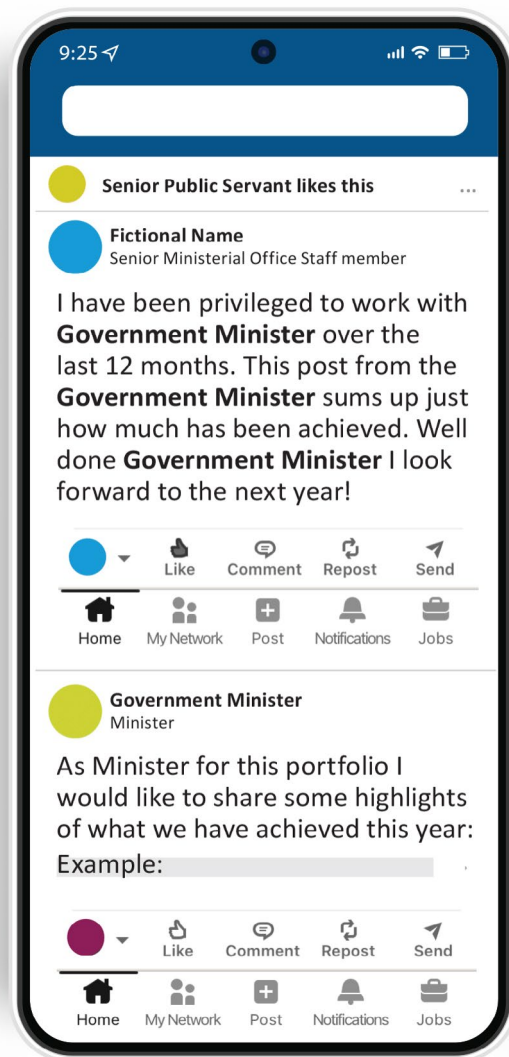 9:25
Senior Public Servant likes this
...
Fictional Name
Senior Ministerial Office Staff member
I have been privileged to work with
Government Minister over the
last 12 months. This post from the
Government Minister sums up just
how much has been achieved. Well
done Government Minister I look
forward to the next year!
Like Comment Repost Send
Home My Network Post Notifications Jobs
Government Minister
Minister
As Minister for this portfolio I
would like to share some highlights
of what we have achieved this year:
Example:
Like Comment Repost Send
Home My Network Post Notifications Jobs